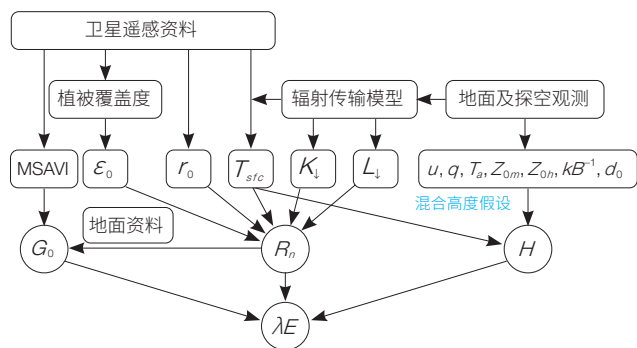 卫星遥感资料
植被覆盖度
辐射传输模型
地面及探空观测
MSAVI
ε₀
r₀
T_sfc
K↓
L↓
u, q, Tₐ, Z₀ₘ, Z₀ₕ, kB⁻¹, d₀
混合高度假设
地面资料
G₀
Rₙ
H
λE